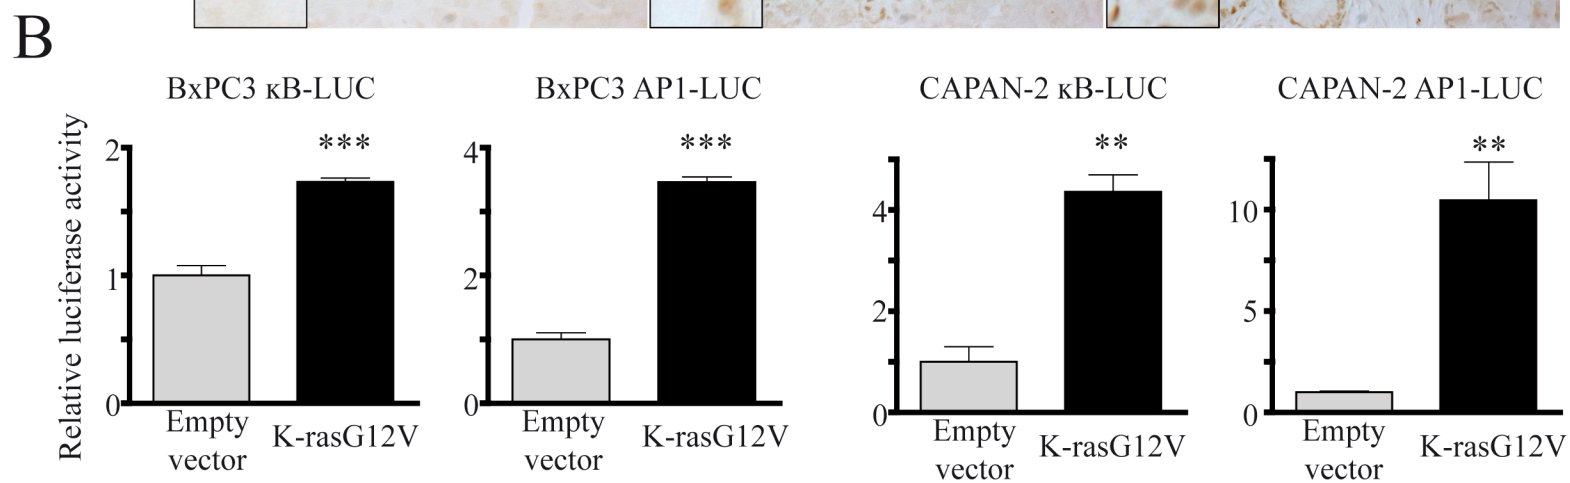 B
BxPC3 κB-LUC
BxPC3 AP1-LUC
CAPAN-2 κB-LUC
CAPAN-2 AP1-LUC
Relative luciferase activity
2
1
0
***
Empty
vector
K-rasG12V
4
2
0
***
Empty
vector
K-rasG12V
4
2
0
**
Empty
vector
K-rasG12V
10
5
0
**
Empty
vector
K-rasG12V